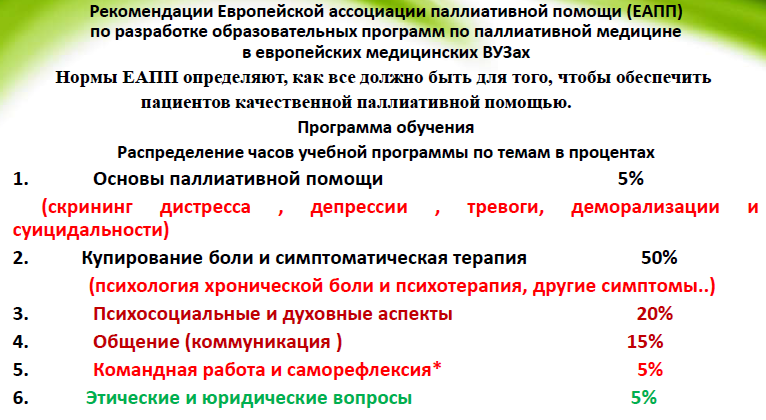 Рекомендации Европейской ассоциации паллиативной помощи (ЕАПП)
по разработке образовательных программ по паллиативной медицине
в европейских медицинских ВУЗах
Нормы ЕАПП определяют, как все должно быть для того, чтобы обеспечить
пациентов качественной паллиативной помощью.
Программа обучения
Распределение часов учебной программы по темам в процентах
1. Основы паллиативной помощи 5%
(скрининг дистресса , депрессии , тревоги, деморализации и
суицидальности)
2. Купирование боли и симптоматическая терапия 50%
(психология хронической боли и психотерапия, другие симптомы..)
3. Психосоциальные и духовные аспекты 20%
4. Общение (коммуникация ) 15%
5. Командная работа и саморефлексия* 5%
6. Этические и юридические вопросы 5%